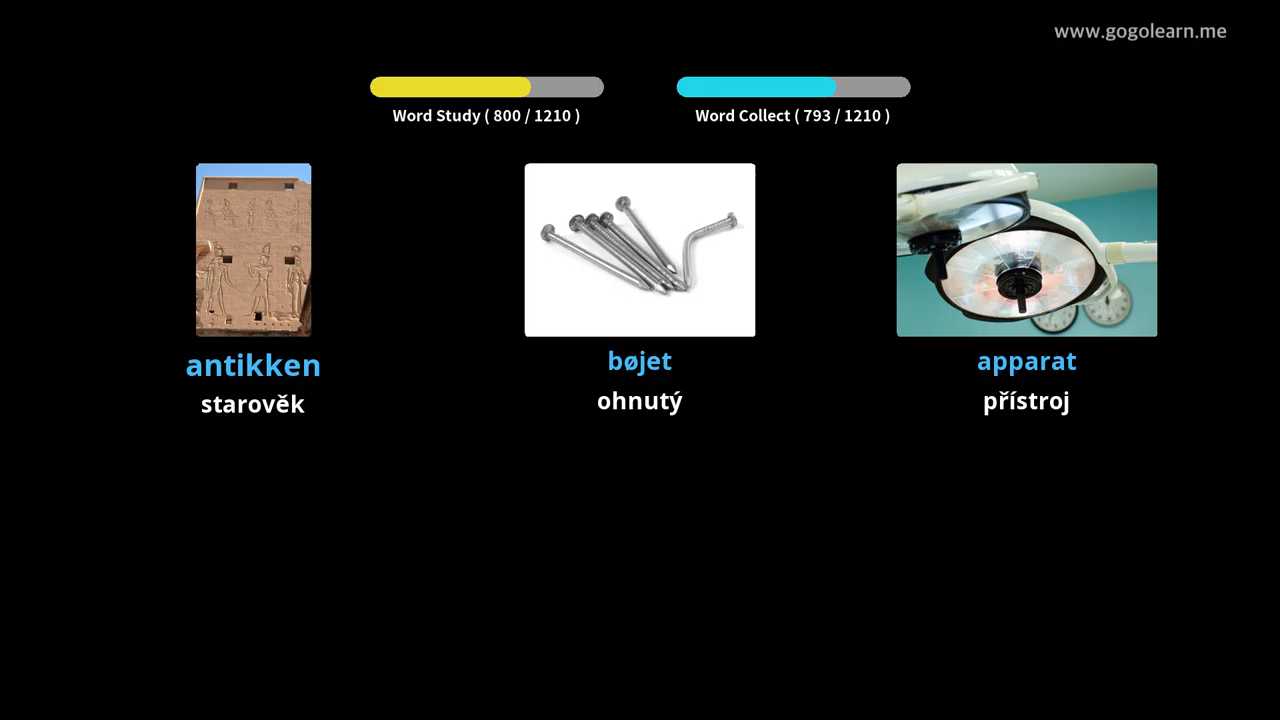 www.gogolearn.me
Word Study ( 800 / 1210 )
Word Collect ( 793 / 1210 )
antikken
starověk
bøjet
ohnutý
apparat
přístroj